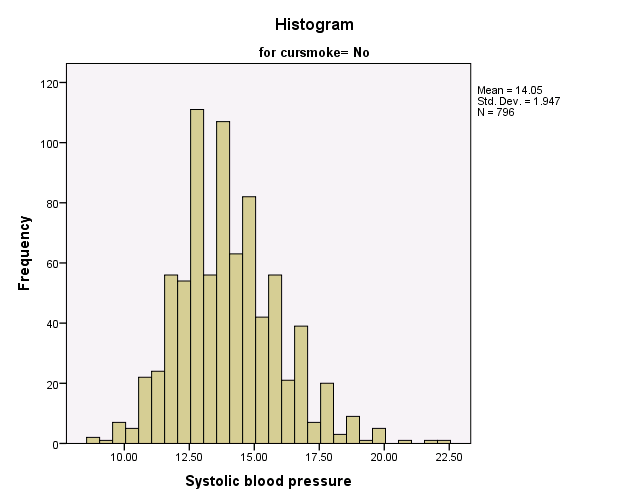 Histogram
for cursmoke= No
Mean = 14.05
Std. Dev. = 1.947
N = 796
120
100
80
60
40
20
0
Frequency
10.00 12.50 15.00 17.50 20.00 22.50
Systolic blood pressure